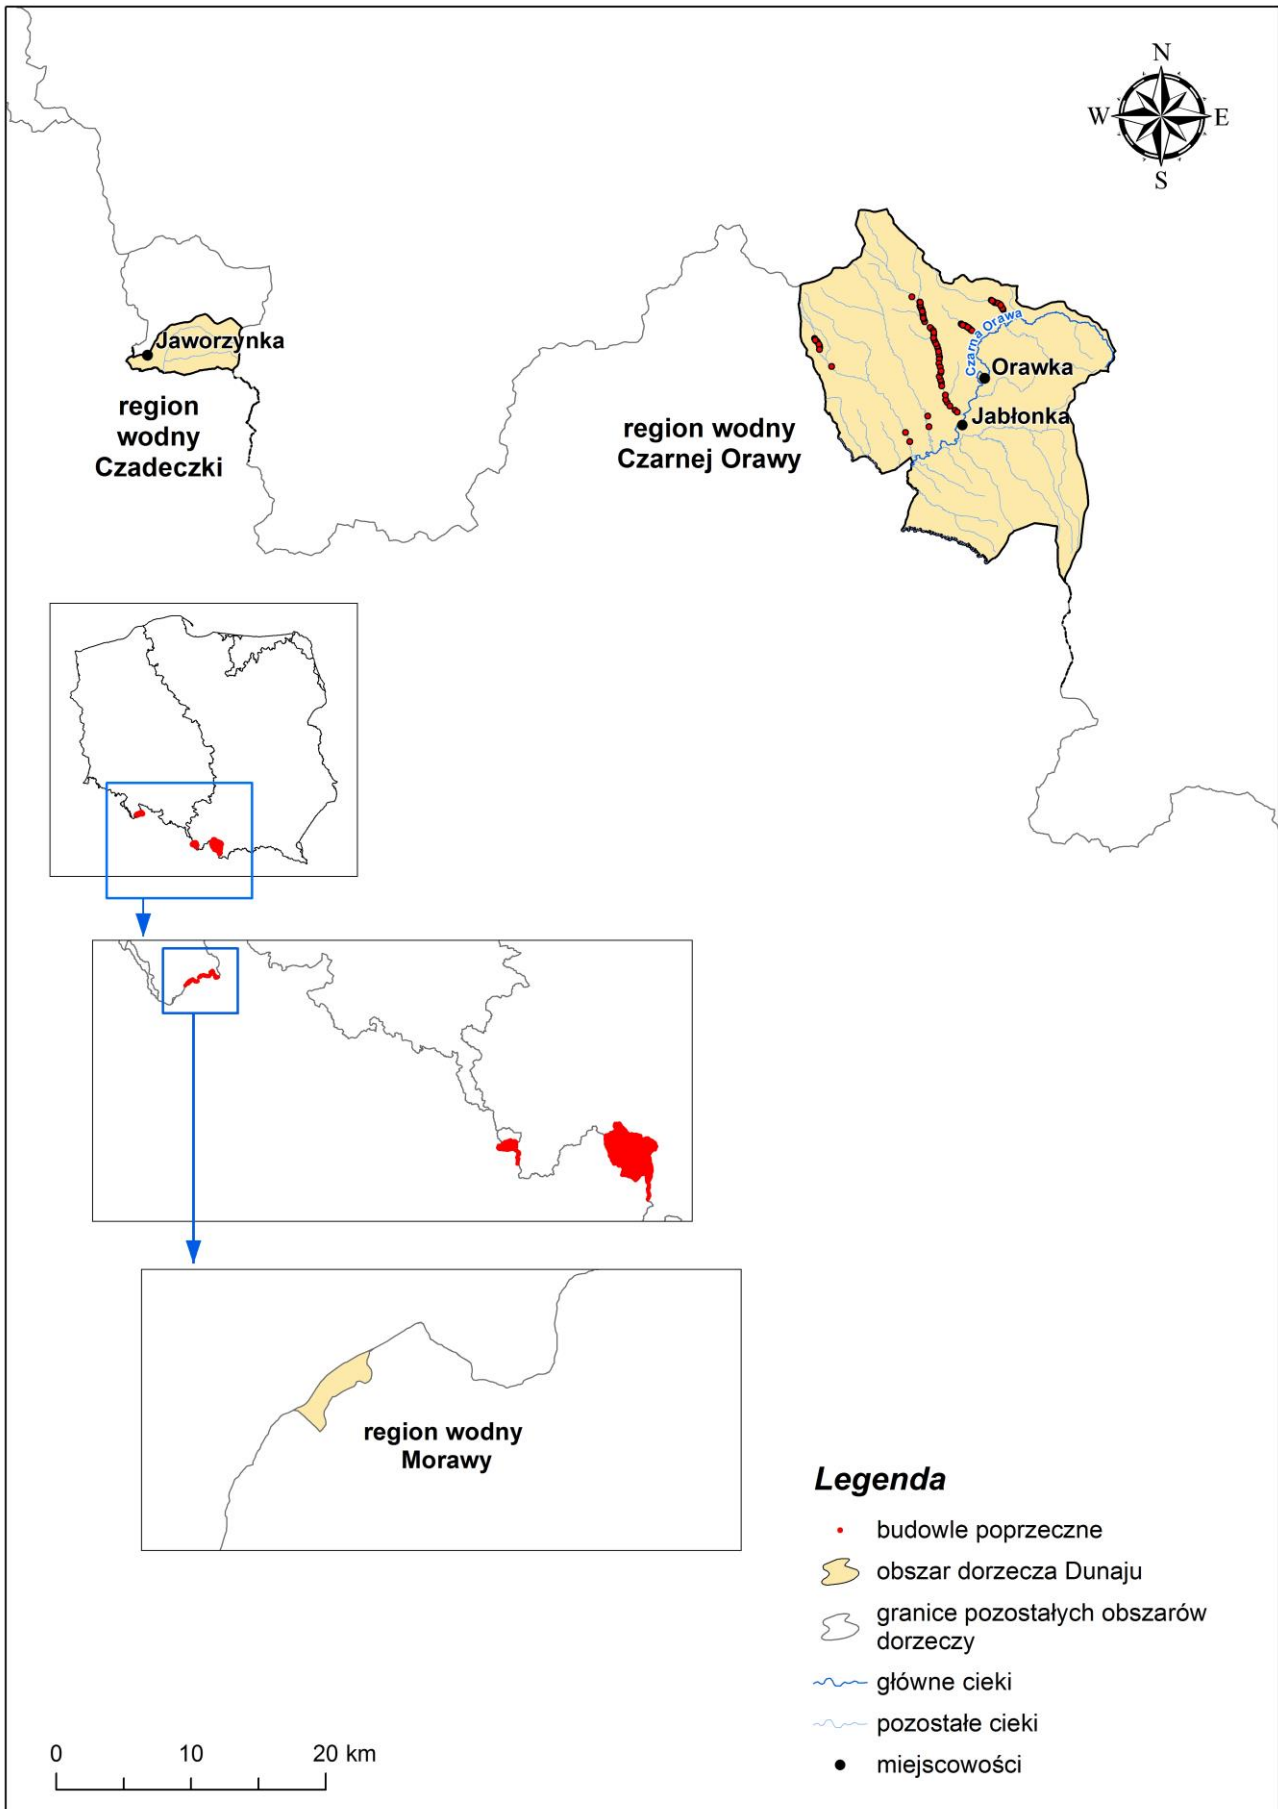 N
W E
S
Jaworzynka
region
wodny
Czadeczki
region wodny
Czarnej Orawy
Czarna Orawa
Orawka
Jabłonka
region wodny
Morawy
Legenda
budowle poprzeczne
obszar dorzecza Dunaju
granice pozostałych obszarów
dorzeczy
główne cieki
pozostałe cieki
miejscowości
0 10 20 km